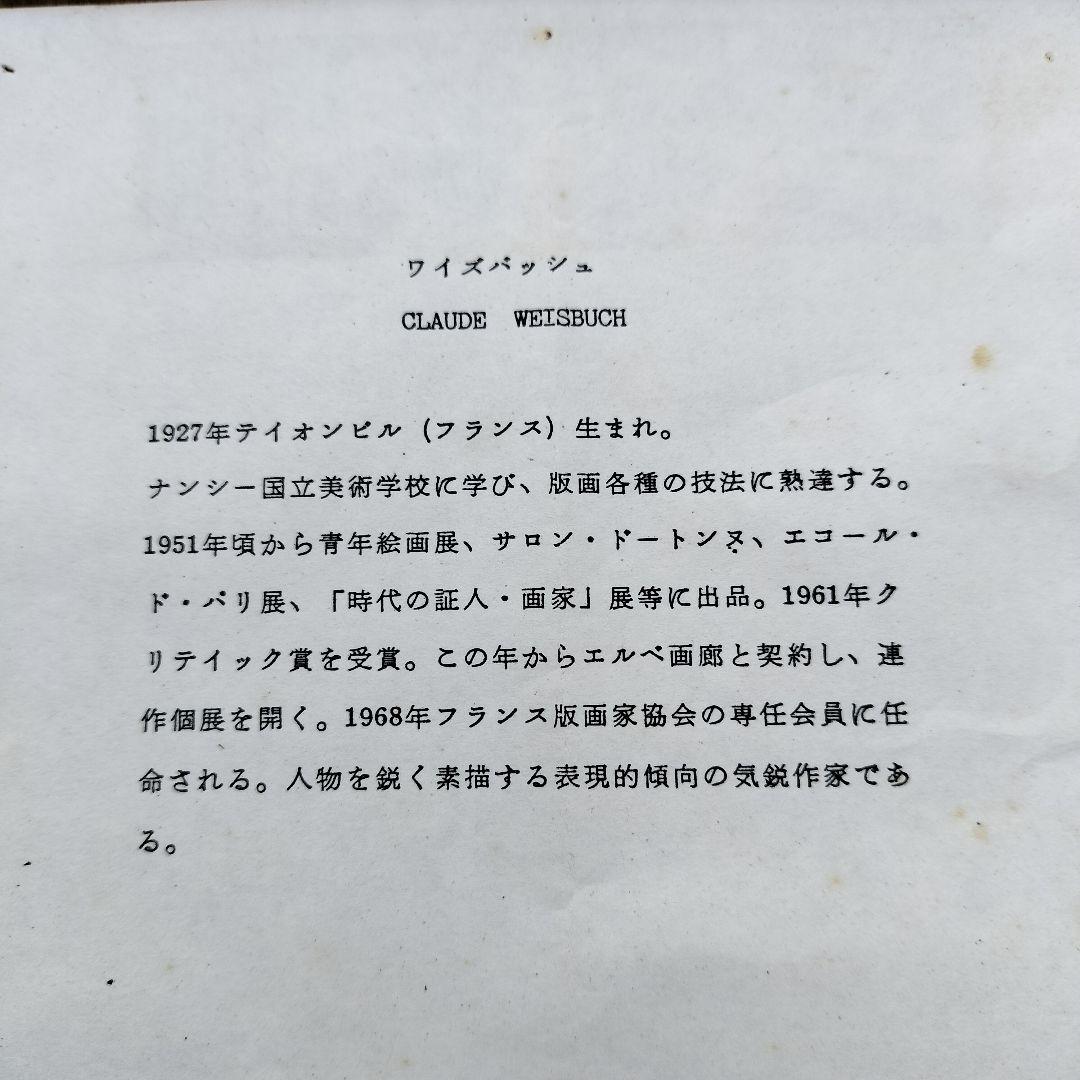 ワイズバッシュ
CLAUDE WEISBUCH
1927年テイオンビル (フランス) 生まれ。
ナンシー国立美術学校に学び、版画各種の技法に熟達する。
1951年頃から青年絵画展、サロン・ドートンヌ、エコール・
ド・パリ展、「時代の証人・画家」展等に出品。1961年ク
リテイック賞を受賞。この年からエルベ画廊と契約し、連
作個展を開く。1968年フランス版画家協会の専任会員に任
命される。人物を鋭く素描する表現的傾向の気鋭作家であ
る。